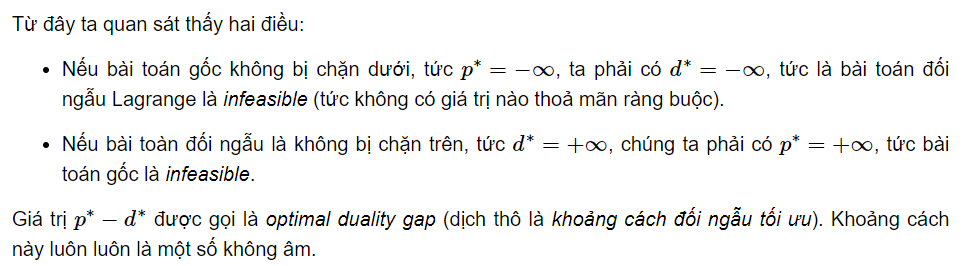 Từ đây ta quan sát thấy hai điều:
• Nếu bài toán gốc không bị chặn dưới, tức p* = −∞, ta phải có d* = −∞, tức là bài toán đối
ngẫu Lagrange là infeasible (tức không có giá trị nào thoả mãn ràng buộc).
• Nếu bài toàn đối ngẫu là không bị chặn trên, tức d* = +∞, chúng ta phải có p* = +∞, tức bài
toán gốc là infeasible.
Giá trị p* − d* được gọi là optimal duality gap (dịch thô là khoảng cách đối ngẫu tối ưu). Khoảng cách
này luôn luôn là một số không âm.